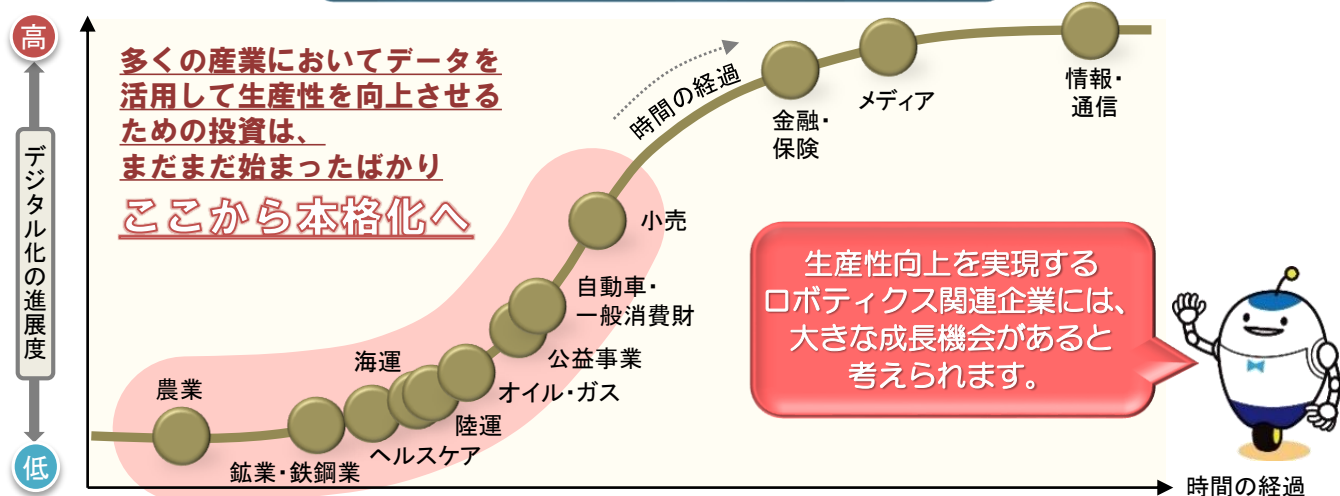 高
デジタル化の進展度
低
多くの産業においてデータを
活用して生産性を向上させる
ための投資は、
まだまだ始まったばかり
ここから本格化へ
時間の経過
農業
鉱業・鉄鋼業
海運
ヘルスケア
陸運
オイル・ガス
公益事業
自動車・
一般消費財
小売
金融・
保険
メディア
情報・
通信
生産性向上を実現する
ロボティクス関連企業には、
大きな成長機会があると
考えられます。
時間の経過